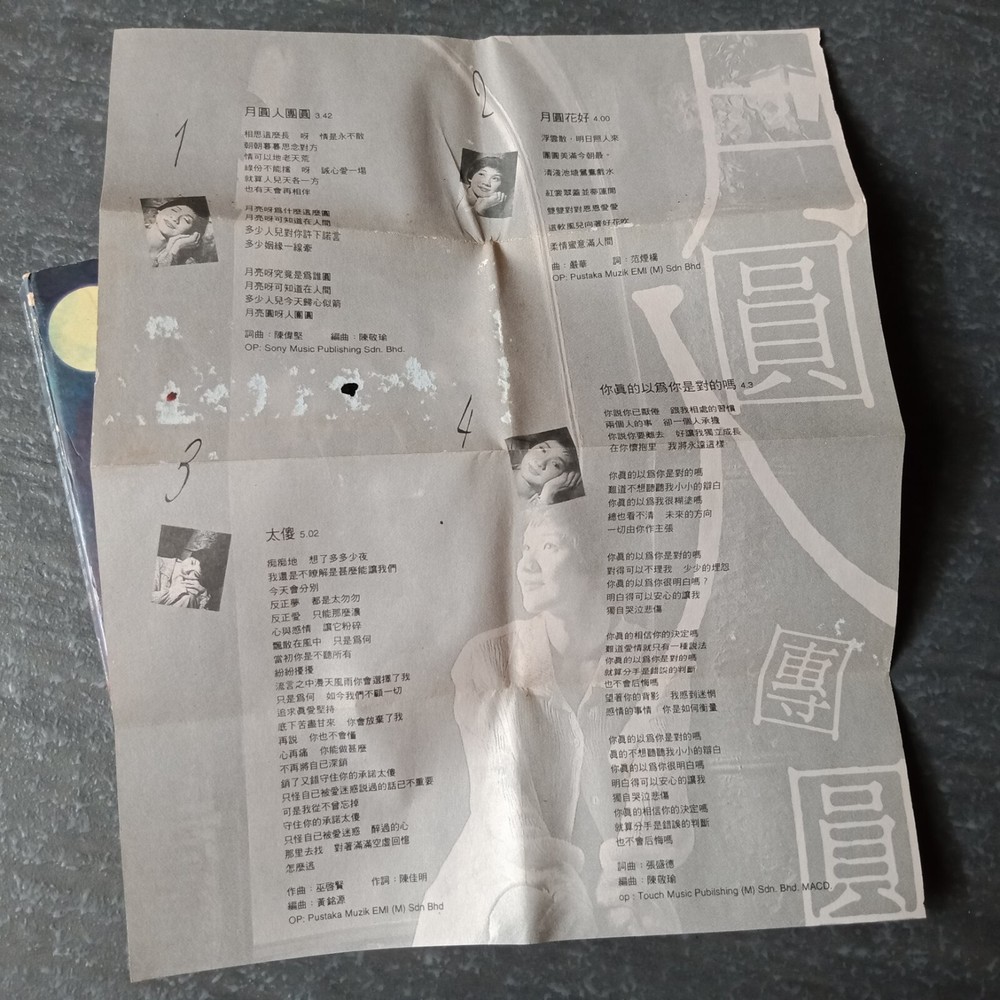 1
月圓人團圓 3.42
相思這麼長 呀 情是永不散
朝朝暮暮思念對方
情可以地老天荒
緣份不能攞 呀 誠心愛一場
就算人兒天各一方
也有天會再相伴
月亮呀爲什麼這麼圓
月亮呀可知道在人間
多少人兒對你許下諾言
多少姻緣一線牽
月亮呀究竟是爲誰圓
月亮呀可知道在人間
多少人兒今天歸心似箭
月亮圓呀人團圓
詞曲：陳偉堅 編曲：陳敬瑜
OP: Sony Music Publishing Sdn. Bhd.
2
月圓花好 4.00
浮雲散，明日照人來
團圓美滿今朝最。
清淺池塘鴛鴦戲水
紅裳翠蓋並蒂蓮開
雙雙對對恩恩愛愛
這軟風兒向著好花吹
柔情蜜意滿人間
曲：嚴華 詞：范煙橋
OP: Pustaka Muzik EMI (M) Sdn Bhd
3
太傻 5.02
痴痴地 想了多多少夜
我還是不瞭解是甚麼能讓我們
今天會分別
反正夢 都是太勿勿
反正愛 只能那麼濃
心與感情 讓它粉碎
飄散在風中 只是爲何
當初你是不聽所有
紛紛擾擾
流言之中漫天風雨你會選擇了我
只是爲何 如今我們不顧一切
追求眞愛堅持
底下苦盡甘來 你會放棄了我
再說 你也不會懂
心再痛 你能做甚麼
不再將自己深鎖
鎖了又錯守住你的承諾太傻
只怪自己被愛迷惑說過的話已不重要
可是我從不曾忘掉
守住你的承諾太傻
只怪自己被愛迷惑 醉過的心
那里去找 對著滿滿空虛回憶
怎麼逃
作曲：巫啓賢 作詞：陳佳明
編曲：黃銘源
OP: Pustaka Muzik EMI (M) Sdn Bhd
4
你眞的以爲你是對的嗎 4.3
你說你已厭倦 跟我相處的習慣
兩個人的事 卻一個人承擔
你說你要離去 好讓我獨立成長
在你懷抱里 我將永遠這樣
你眞的以爲你是對的嗎
難道不想聽聽我小小的辯白
你眞的以爲我很糊塗嗎
總也看不清 未來的方向
一切由你作主張
你眞的以爲你是對的嗎
對得可以不理我 少少的埋怨
你眞的以爲你很明白嗎？
明白得可以安心的讓我
獨自哭泣悲傷
你眞的相信你的決定嗎
難道愛情就只有一種說法
你眞的以爲你是對的嗎
就算分手是錯誤的判斷
也不會后悔嗎
望著你的背影 我感到迷惘
感情的事情 你是如何衡量
你眞的以爲你是對的嗎
眞的不想聽聽我小小的辯白
你眞的以爲你很明白嗎
明白得可以安心的讓我
獨自哭泣悲傷
你眞的相信你的決定嗎
就算分手是錯誤的判斷
也不會后悔嗎
詞曲：張盛德
編曲：陳敬瑜
op : Touch Music Publishing (M) Sdn. Bhd. MACD.
月
圓
人
團
圓